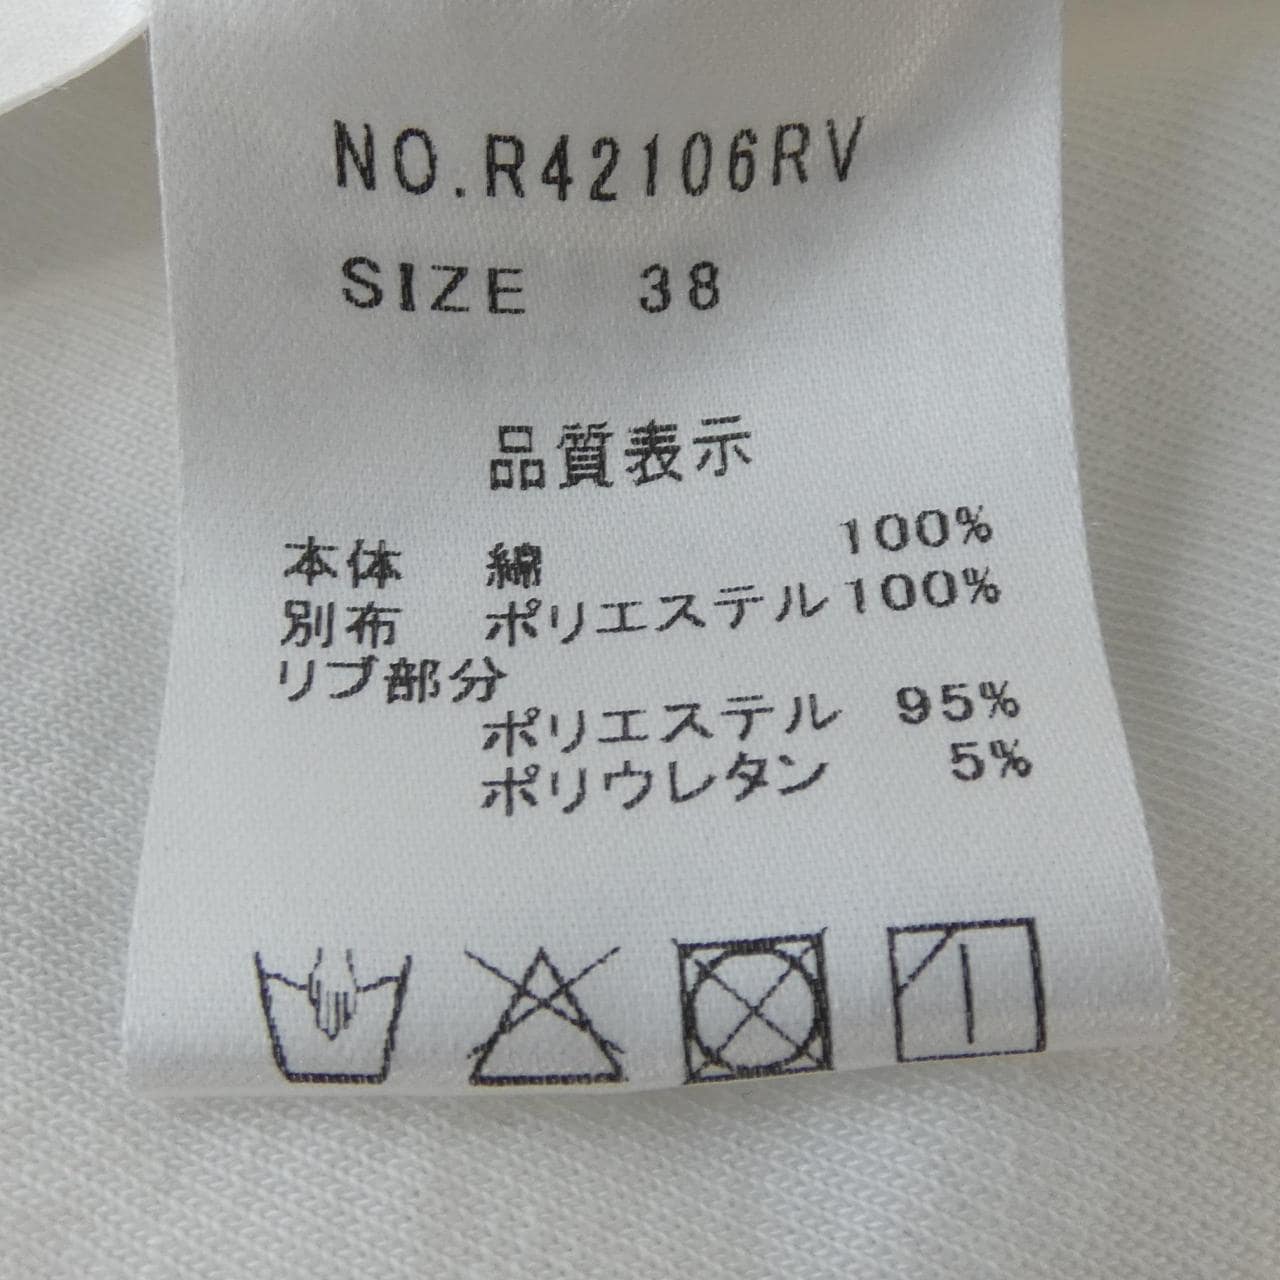 NO.R42106RV
SIZE 38
品質表示
本体 綿 100%
別布 ポリエステル100%
リブ部分
ポリエステル 95%
ポリウレタン 5%